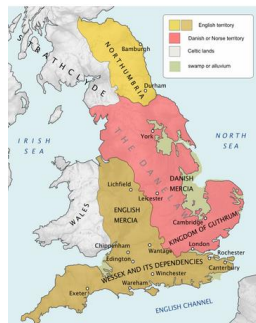 English territory
Danish or Norse territory
Celtic lands
swamp or alluvium
STRATHCLYDE
Bamburgh
NORTHUMBRIA
Durham
IRISH
SEA
NORTH
SEA
York
THE DANELAW
DANISH
MERCIA
Lichfield
Leicester
ENGLISH
MERCIA
WALES
Cambridge
KINGDOM OF GUTHRUM
Chippenham
Wantage
London
Rochester
Edington
WESSEX AND ITS DEPENDENCIES
Canterbury
Winchester
Wareham
Exeter
ENGLISH CHANNEL